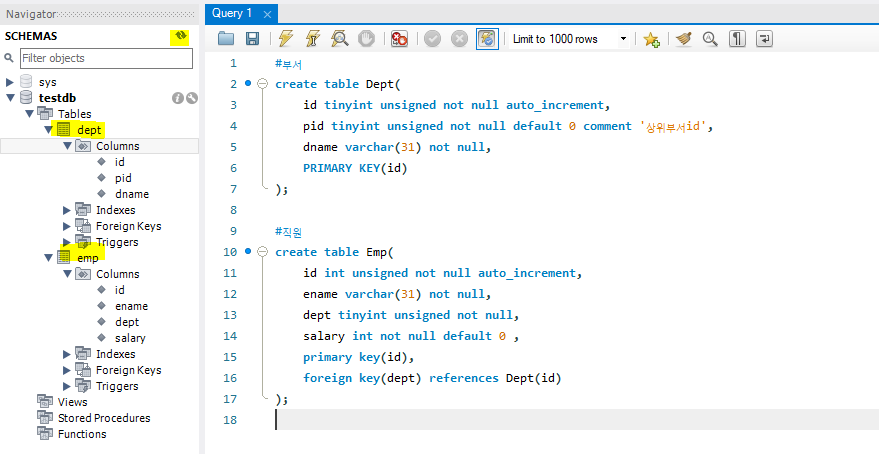 Navigator:
SCHEMAS
Filter objects
sys
testdb
Tables
dept
Columns
id
pid
dname
Indexes
Foreign Keys
Triggers
emp
Columns
id
ename
dept
salary
Indexes
Foreign Keys
Triggers
Views
Stored Procedures
Functions
Query 1
Limit to 1000 rows
1 #부서
2 create table Dept(
3 id tinyint unsigned not null auto_increment,
4 pid tinyint unsigned not null default 0 comment '상위부서id',
5 dname varchar(31) not null,
6 PRIMARY KEY(id)
7 );
8
9 #직원
10 create table Emp(
11 id int unsigned not null auto_increment,
12 ename varchar(31) not null,
13 dept tinyint unsigned not null,
14 salary int not null default 0 ,
15 primary key(id),
16 foreign key(dept) references Dept(id)
17 );
18